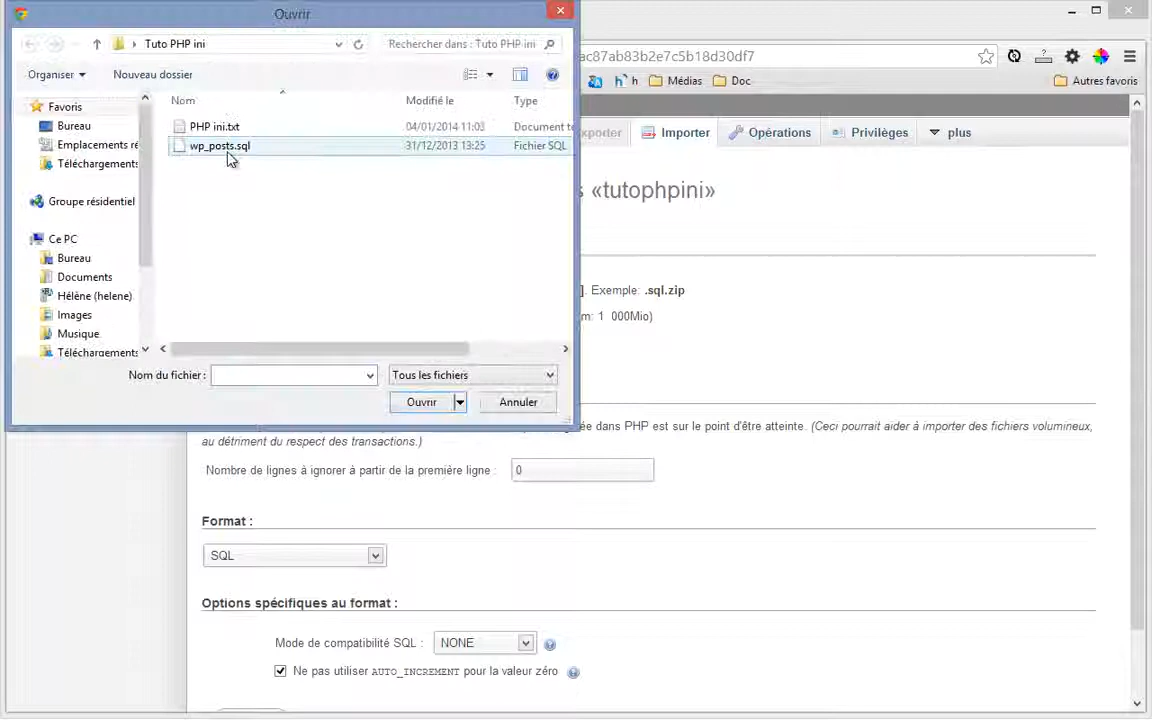 Ouvrir
Tuto PHP ini
Rechercher dans : Tuto PHP ini
Organiser
Nouveau dossier
Favoris
Bureau
Emplacements ré
Téléchargements
Groupe résidentiel
Ce PC
Bureau
Documents
Hélène (helene)
Images
Musique
Téléchargements
Nom
Modifié le
Type
PHP ini.txt
04/01/2014 11:03
Document te
wp_posts.sql
31/12/2013 13:25
Fichier SQL
Nom du fichier :
Tous les fichiers
Ouvrir
Annuler
ac87ab83b2e7c5b18d30df7
h
Médias
Doc
Autres favoris
xporter
Importer
Opérations
Privilèges
plus
s «tutophpini»
]. Exemple: .sql.zip
m: 1 000Mio)
ée dans PHP est sur le point d'être atteinte. (Ceci pourrait aider à importer des fichiers volumineux,
au détriment du respect des transactions.)
Nombre de lignes à ignorer à partir de la première ligne :
0
Format :
SQL
Options spécifiques au format :
Mode de compatibilité SQL :
NONE
Ne pas utiliser AUTO_INCREMENT pour la valeur zéro